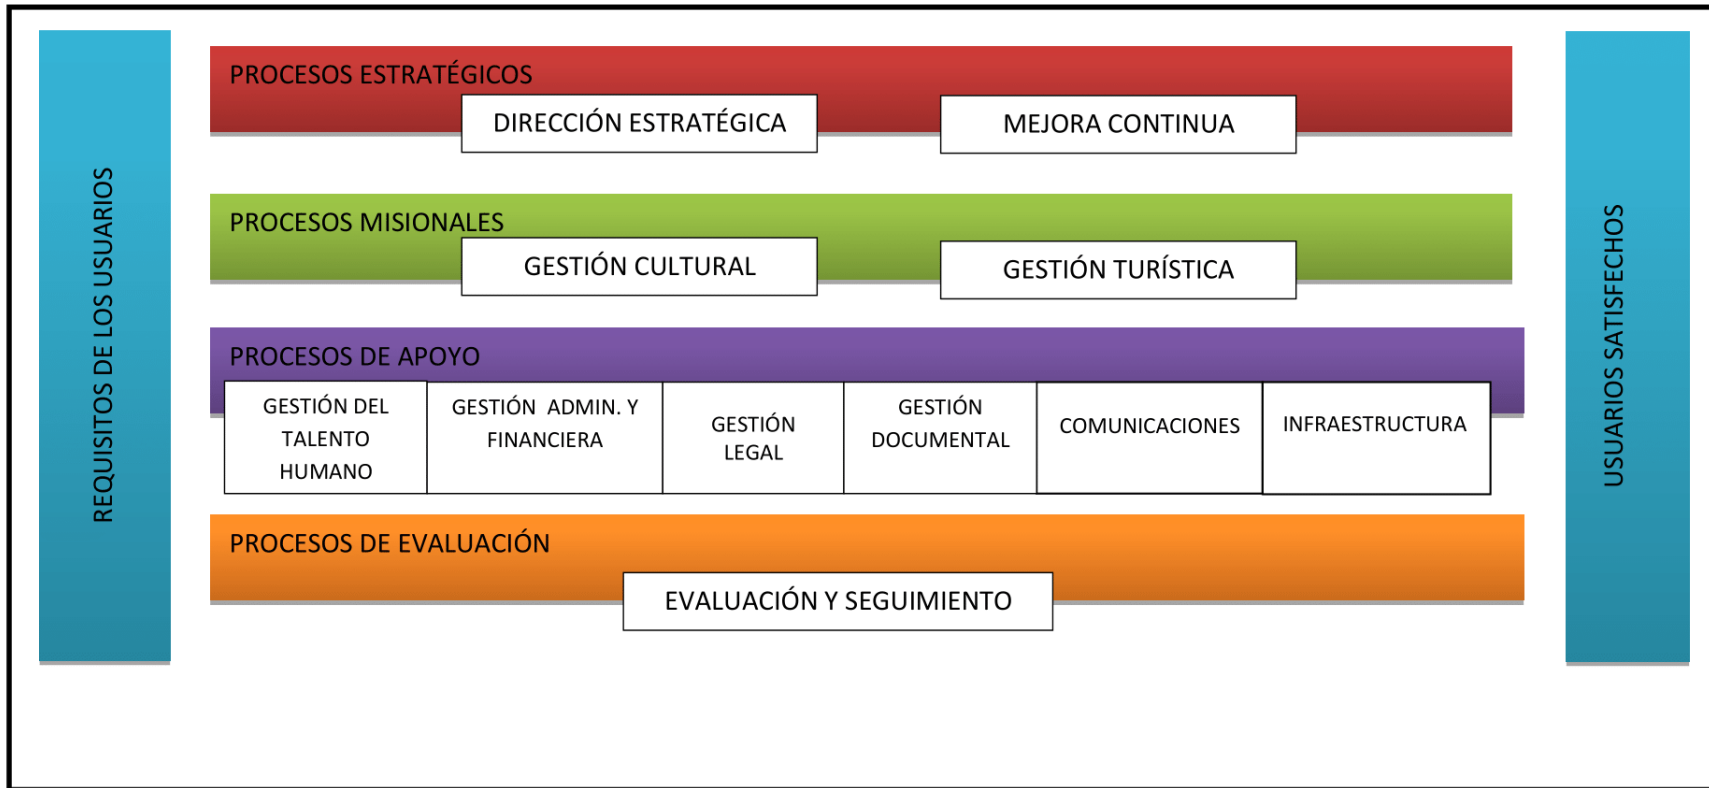 REQUISITOS DE LOS USUARIOS
PROCESOS ESTRATÉGICOS
DIRECCIÓN ESTRATÉGICA
MEJORA CONTINUA
PROCESOS MISIONALES
GESTIÓN CULTURAL
GESTIÓN TURÍSTICA
PROCESOS DE APOYO
GESTIÓN DEL
TALENTO
HUMANO
GESTIÓN ADMIN. Y
FINANCIERA
GESTIÓN
LEGAL
GESTIÓN
DOCUMENTAL
COMUNICACIONES
INFRAESTRUCTURA
PROCESOS DE EVALUACIÓN
EVALUACIÓN Y SEGUIMIENTO
USUARIOS SATISFECHOS